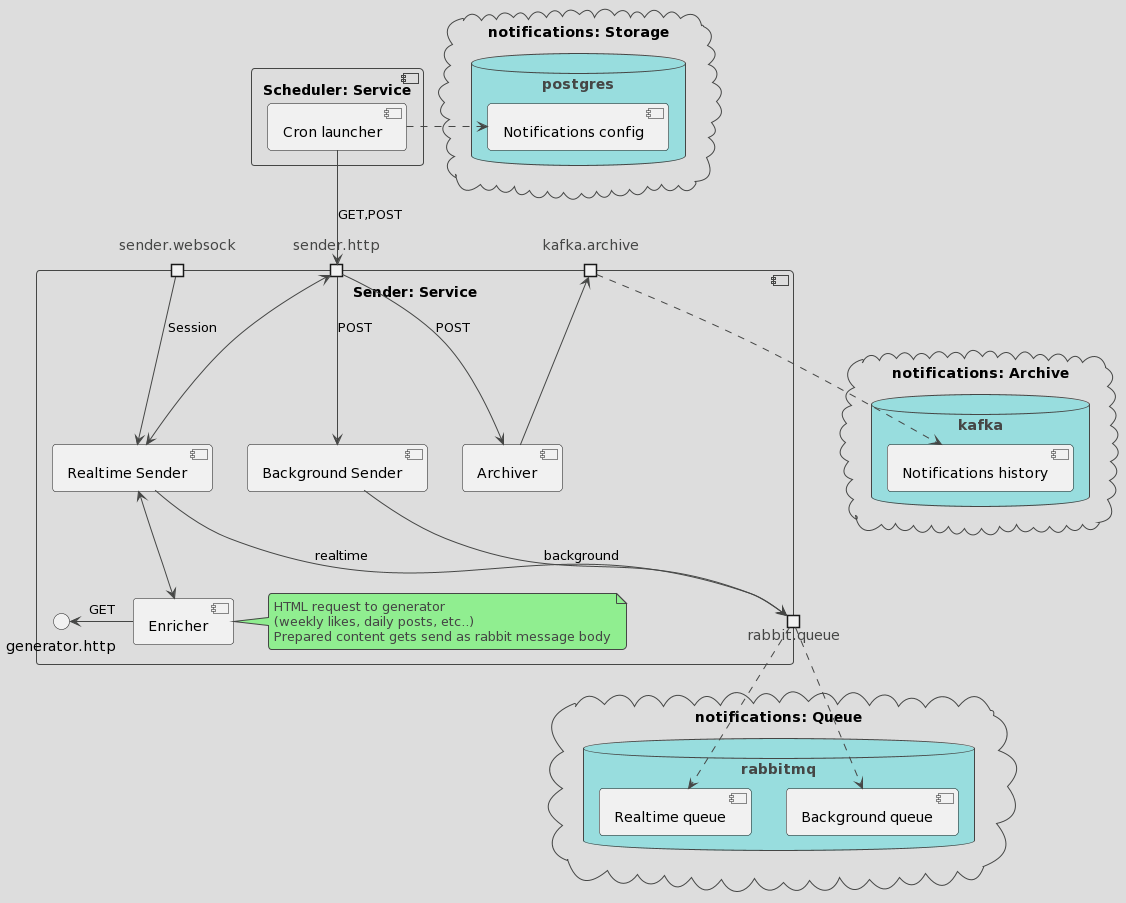 notifications: Storage
postgres
Notifications config
Scheduler: Service
Cron launcher
GET,POST
sender.websock
sender.http
kafka.archive
Sender: Service
Session
POST
POST
notifications: Archive
kafka
Notifications history
Realtime Sender
Background Sender
Archiver
realtime
background
GET
generator.http
Enricher
HTML request to generator
(weekly likes, daily posts, etc..)
Prepared content gets send as rabbit message body
rabbit.queue
notifications: Queue
rabbitmq
Realtime queue
Background queue